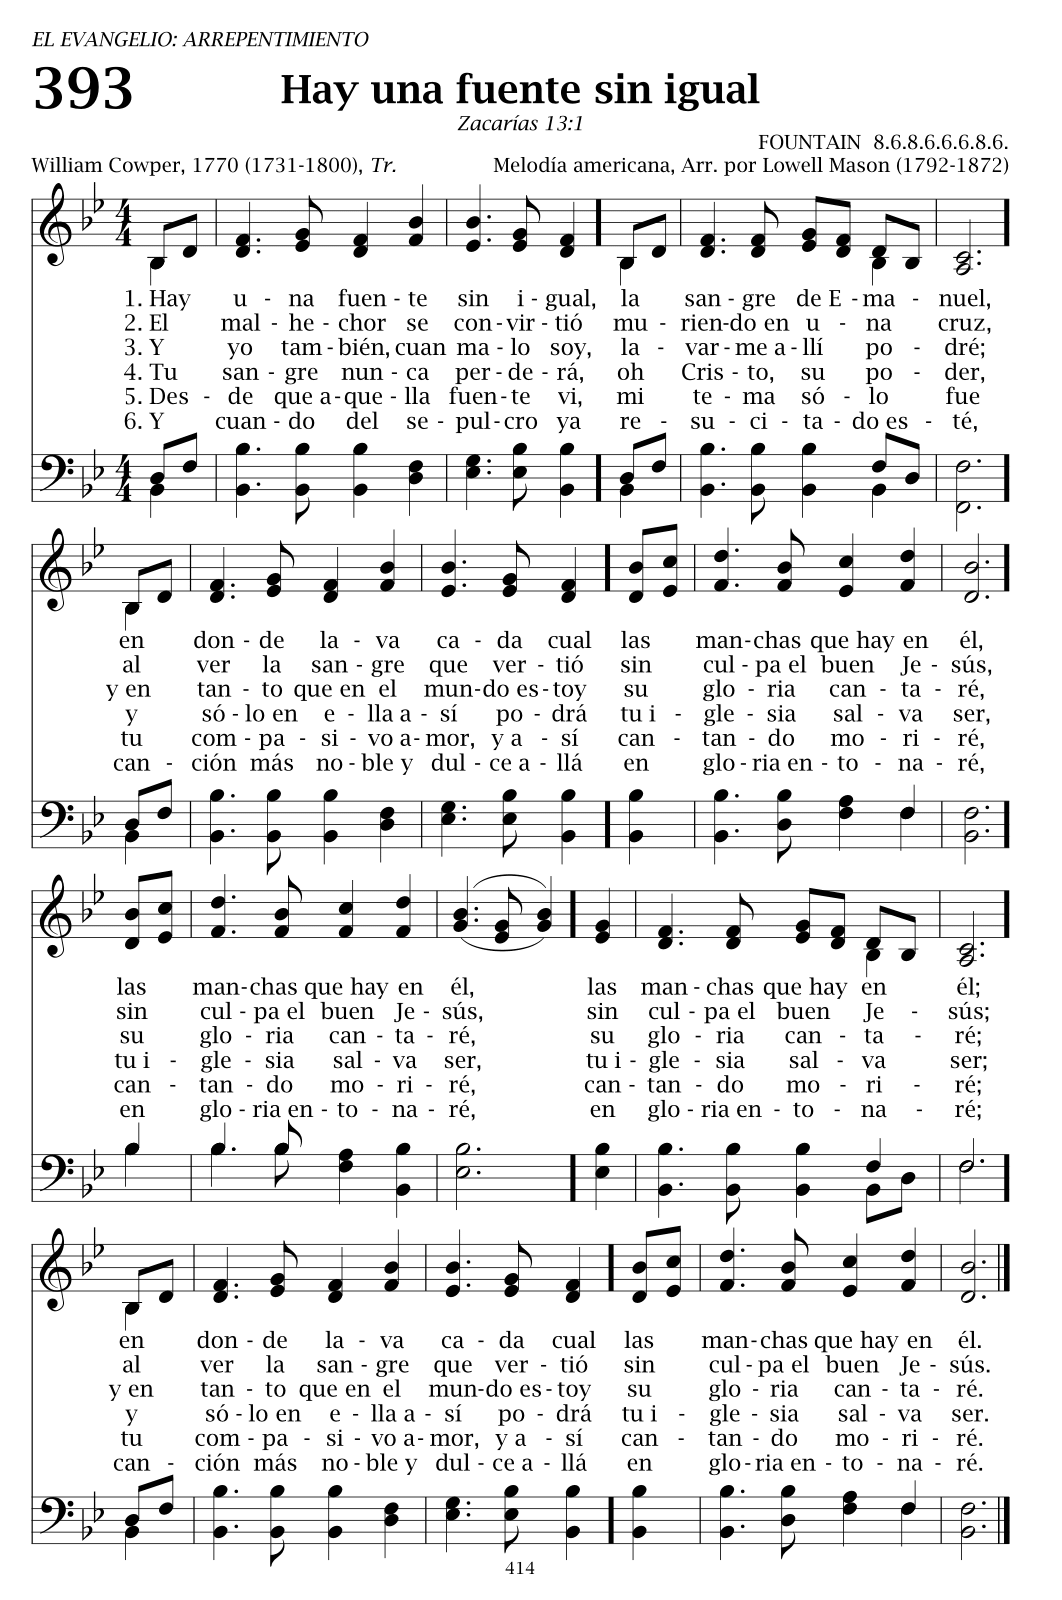 EL EVANGELIO: ARREPENTIMIENTO
393
Hay una fuente sin igual
Zacarías 13:1
FOUNTAIN 8.6.8.6.6.6.8.6.
William Cowper, 1770 (1731-1800), Tr.
Melodía americana, Arr. por Lowell Mason (1792-1872)
4 4
1. Hay u - na fuen - te sin i - gual, la san - gre de E - ma - nuel,
2. El mal - he - chor se con - vir - tió mu - rien - do en u - na cruz,
3. Y yo tam - bién, cuan ma - lo soy, la - var - me a - llí po - dré;
4. Tu san - gre nun - ca per - de - rá, oh Cris - to, su po - der,
5. Des - de que a - que - lla fuen - te vi, mi te - ma só - lo fue
6. Y cuan - do del se - pul - cro ya re - su - ci - ta - do es - té,
4 4
en don - de la - va ca - da cual las man - chas que hay en él,
al ver la san - gre que ver - tió sin cul - pa el buen Je - sús,
y en tan - to que en el mun - do es - toy su glo - ria can - ta - ré,
y só - lo en e - lla a - sí po - drá tu i - gle - sia sal - va ser,
tu com - pa - si - vo a - mor, y a - sí can - tan - do mo - ri - ré,
can - ción más no - ble y dul - ce a - llá en glo - ria en - to - na - ré,
las man - chas que hay en él, las man - chas que hay en él;
sin cul - pa el buen Je - sús, sin cul - pa el buen Je - sús;
su glo - ria can - ta - ré, su glo - ria can - ta - ré;
tu i - gle - sia sal - va ser, tu i - gle - sia sal - va ser;
can - tan - do mo - ri - ré, can - tan - do mo - ri - ré;
en glo - ria en - to - na - ré, en glo - ria en - to - na - ré;
en don - de la - va ca - da cual las man - chas que hay en él.
al ver la san - gre que ver - tió sin cul - pa el buen Je - sús.
y en tan - to que en el mun - do es - toy su glo - ria can - ta - ré.
y só - lo en e - lla a - sí po - drá tu i - gle - sia sal - va ser.
tu com - pa - si - vo a - mor, y a - sí can - tan - do mo - ri - ré.
can - ción más no - ble y dul - ce a - llá en glo - ria en - to - na - ré.
414